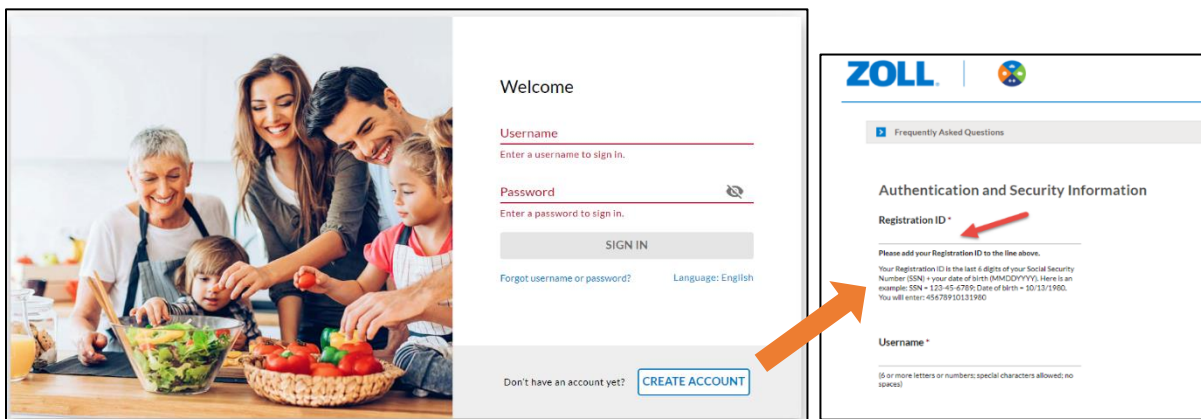 Welcome
Username
Enter a username to sign in.
Password
Enter a password to sign in.
SIGN IN
Forgot username or password? Language: English
Don't have an account yet? CREATE ACCOUNT
ZOLL
Frequently Asked Questions
Authentication and Security Information
Registration ID *
Please add your Registration ID to the line above.
Your Registration ID is the last 6 digits of your Social Security
Number (SSN) + your date of birth (MMDDYYYY). Here is an
example: SSN = 123-45-6789; Date of birth = 10/13/1980,
You will enter: 45678910131980
Username *
(6 or more letters or numbers; special characters allowed; no
spaces)